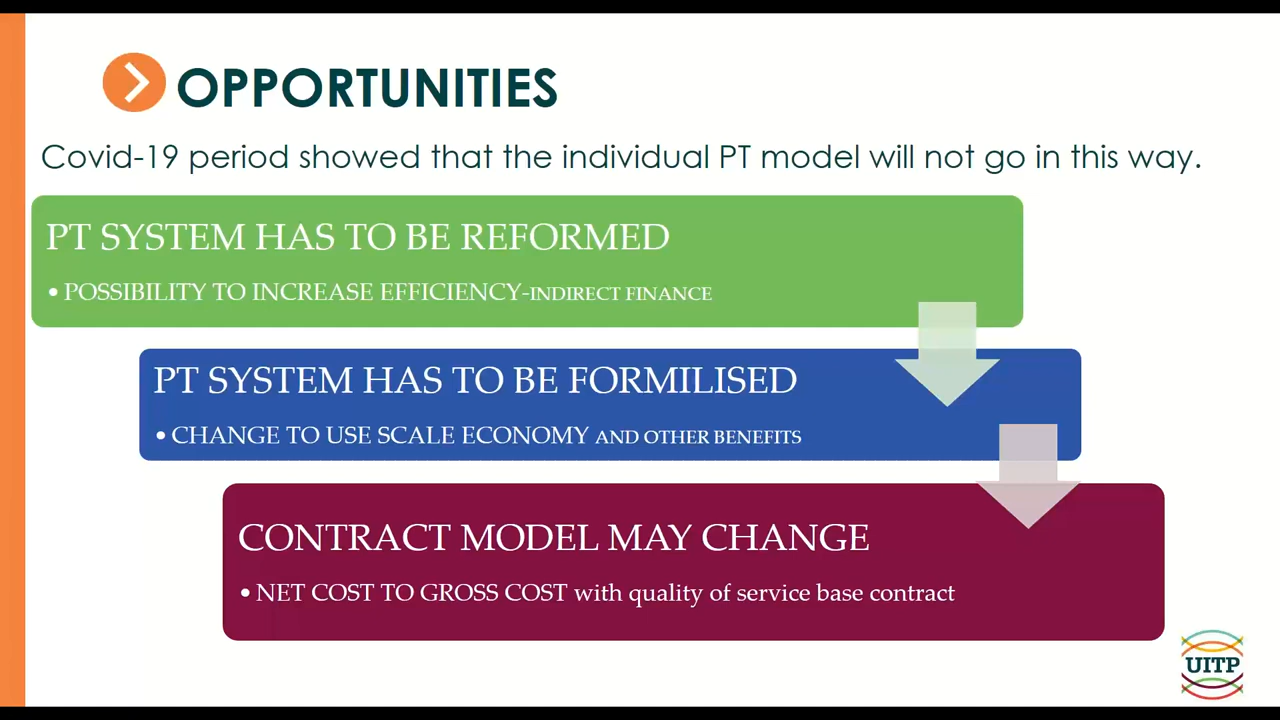 OPPORTUNITIES
Covid-19 period showed that the individual PT model will not go in this way.
PT SYSTEM HAS TO BE REFORMED
• POSSIBILITY TO INCREASE EFFICIENCY-INDIRECT FINANCE
PT SYSTEM HAS TO BE FORMILISED
• CHANGE TO USE SCALE ECONOMY AND OTHER BENEFITS
CONTRACT MODEL MAY CHANGE
• NET COST TO GROSS COST with quality of service base contract
UITP